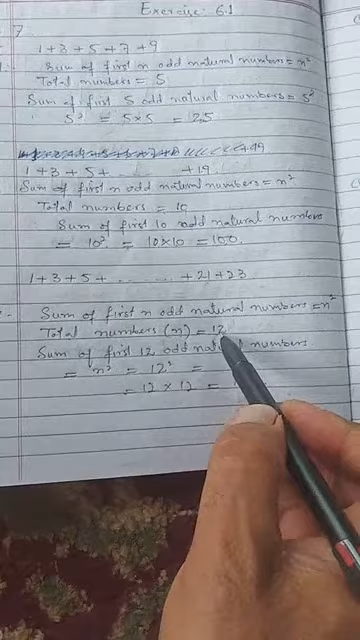 Exercise: 6.1
7
1+3+5+7+9
Sum of first n odd natural numbers = n²
Total numbers = 5
Sum of first 5 odd natural numbers = 5²
5² = 5×5 = 25
1+3+5+ ........ +19.
Sum of first n odd natural numbers = n²
Total numbers = 10
Sum of first 10 odd natural numbers
= 10² = 10×10 = 100.
1+3+5+ ........ +21+23
Sum of first n odd natural numbers = n²
Total numbers (n) = 12
Sum of first 12 odd natural numbers.
= n² = 12² =
= 12 × 12 =